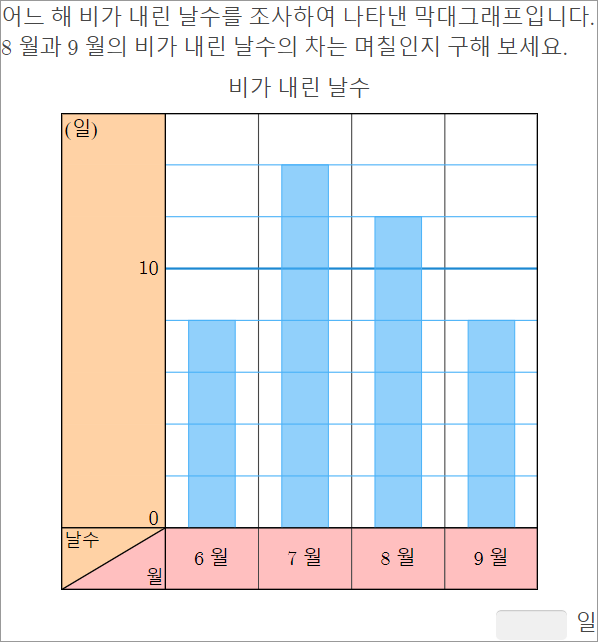 어느 해 비가 내린 날수를 조사하여 나타낸 막대그래프입니다.
8 월과 9 월의 비가 내린 날수의 차는 며칠인지 구해 보세요.
비가 내린 날수
(일)
10
0
날수
월
6 월 7 월 8 월 9 월
일